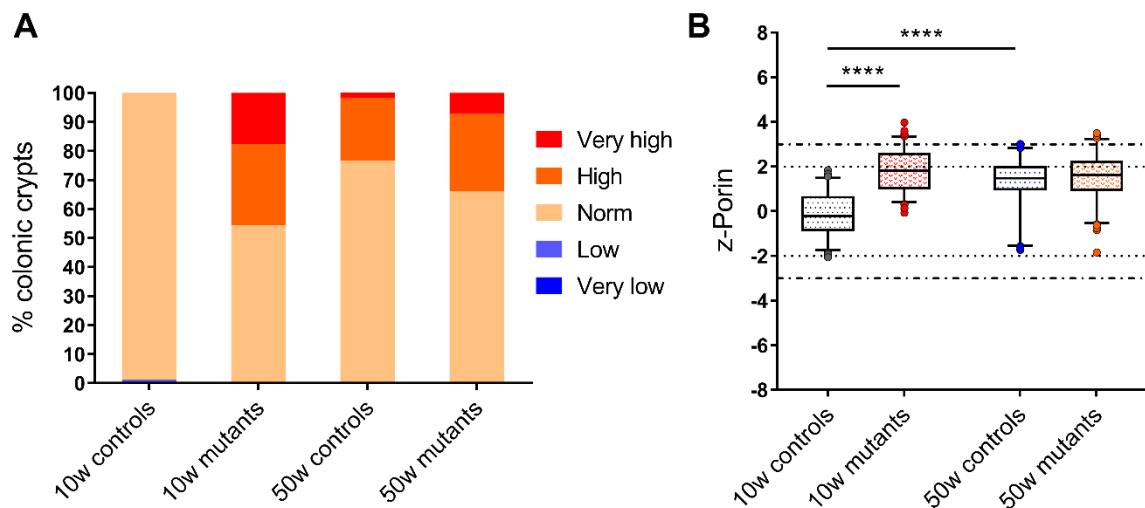 A
100
90
80
70
60
50
40
30
20
10
0
% colonic crypts
10w controls
10w mutants
50w controls
50w mutants
Very high
High
Norm
Low
Very low
B
8
6
4
2
0
-2
-4
-6
-8
z-Porin
****
****
10w controls
10w mutants
50w controls
50w mutants